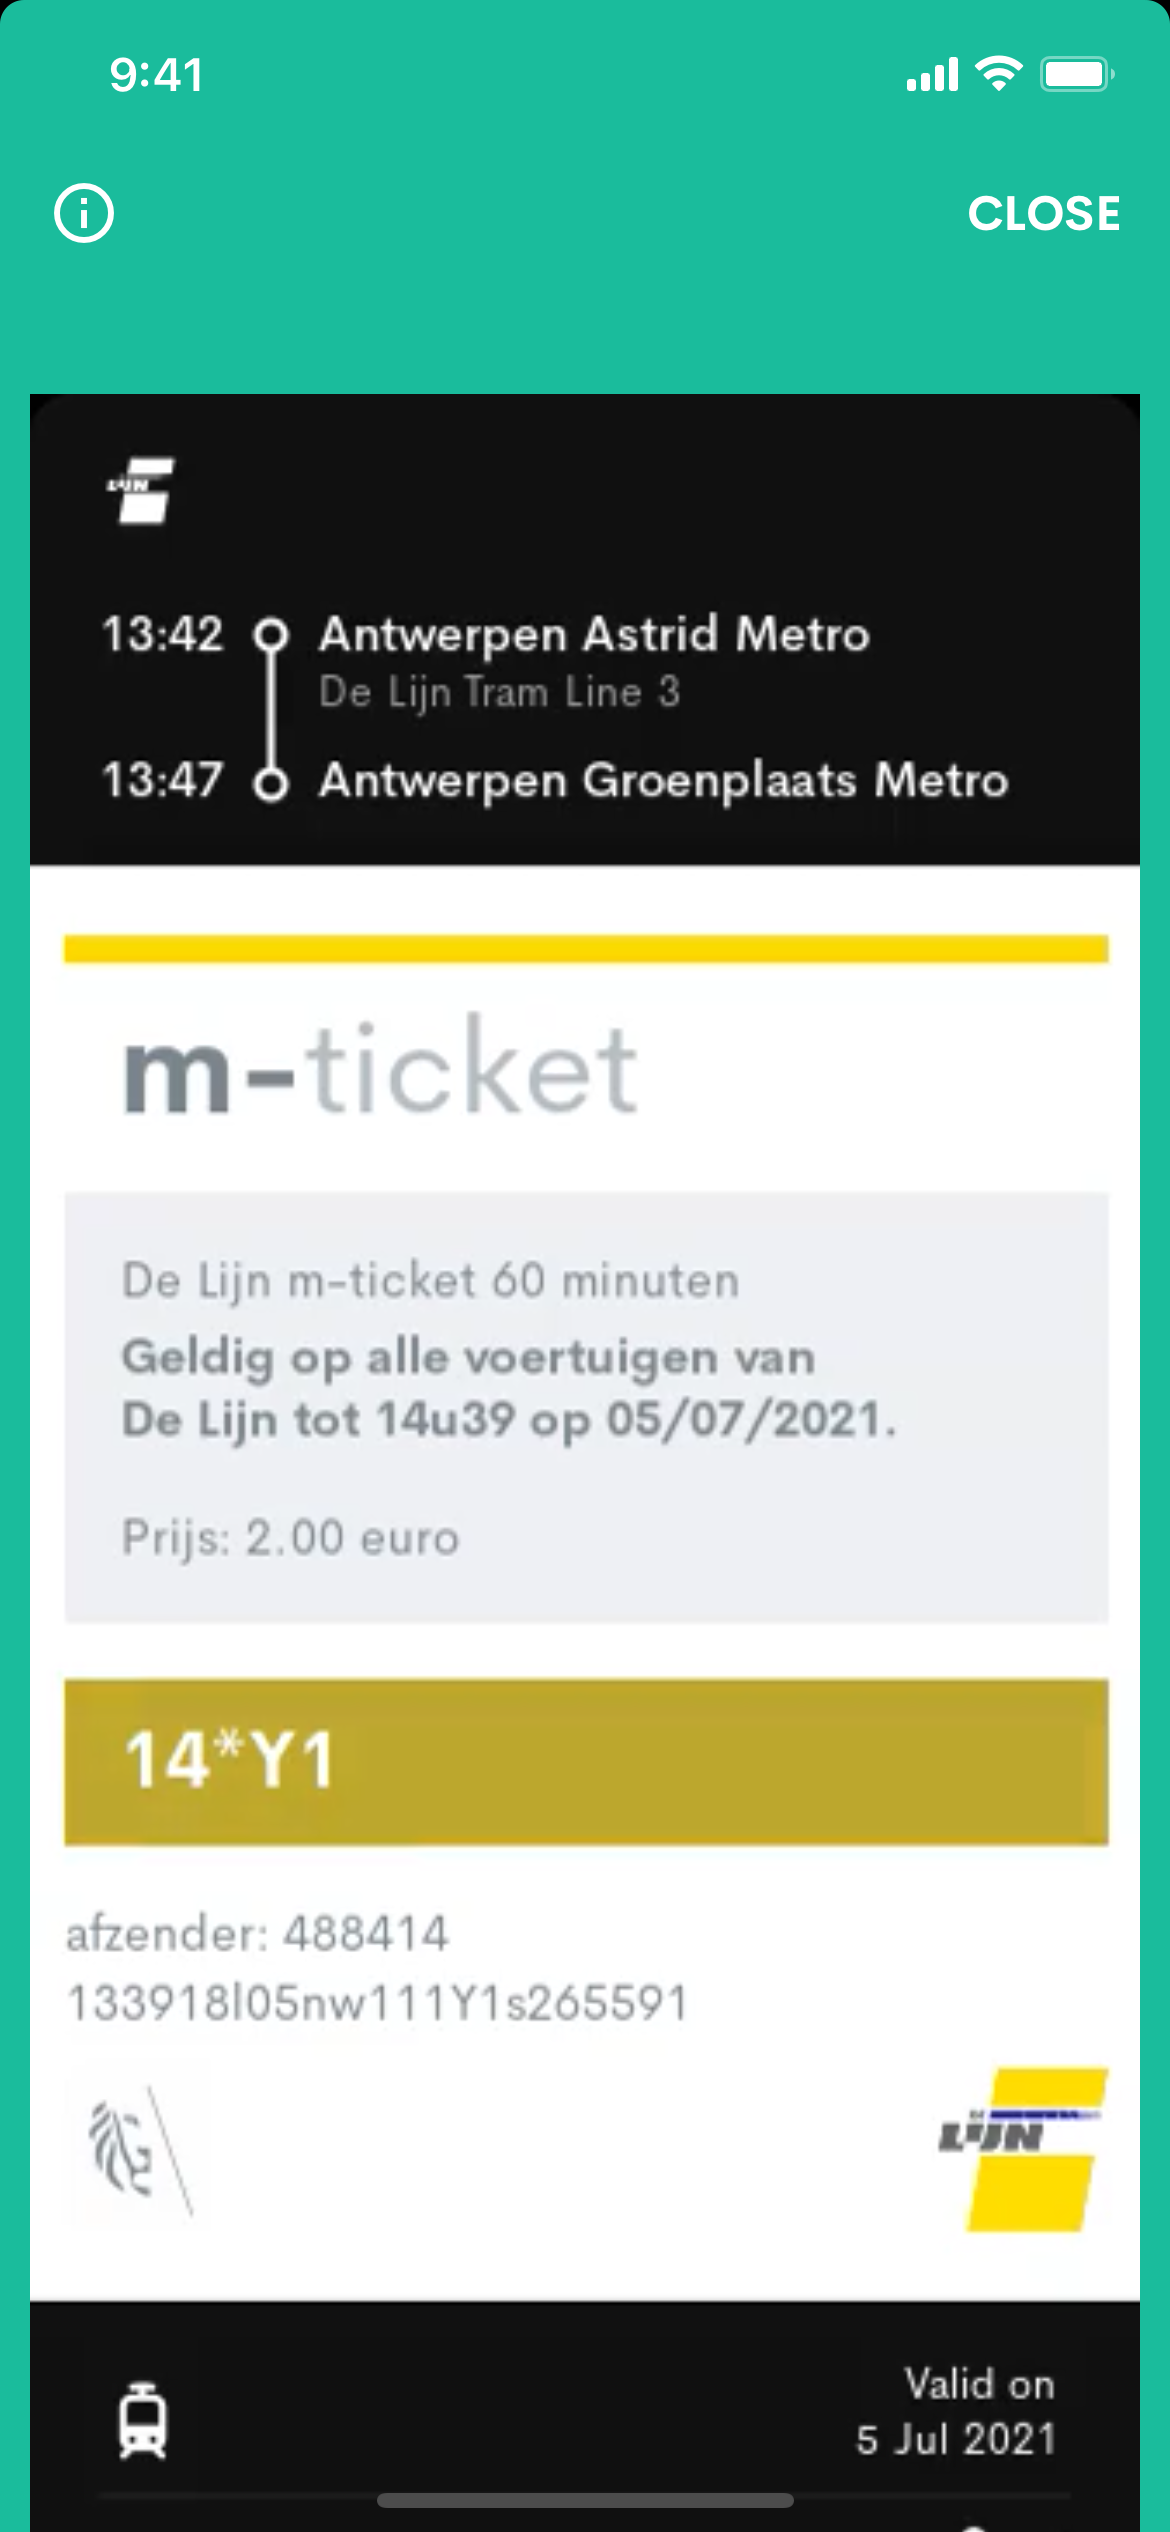 9:41
CLOSE
LIJN
13:42 Antwerpen Astrid Metro
De Lijn Tram Line 3
13:47 Antwerpen Groenplaats Metro
m-ticket
De Lijn m-ticket 60 minuten
Geldig op alle voertuigen van
De Lijn tot 14u39 op 05/07/2021.
Prijs: 2.00 euro
14*Y1
afzender: 488414
133918l05nw111Y1s265591
LIJN
Valid on
5 Jul 2021